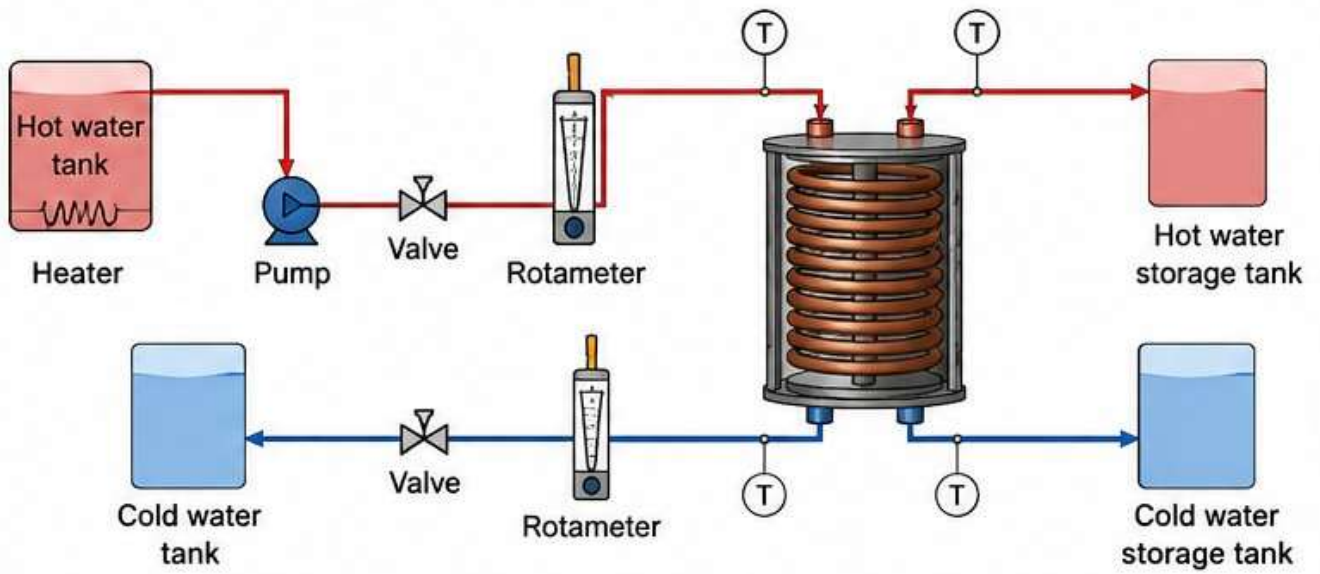 T
T
Hot water
tank
Heater
Pump
Valve
Rotameter
Hot water
storage tank
Cold water
tank
Valve
Rotameter
T
T
Cold water
storage tank